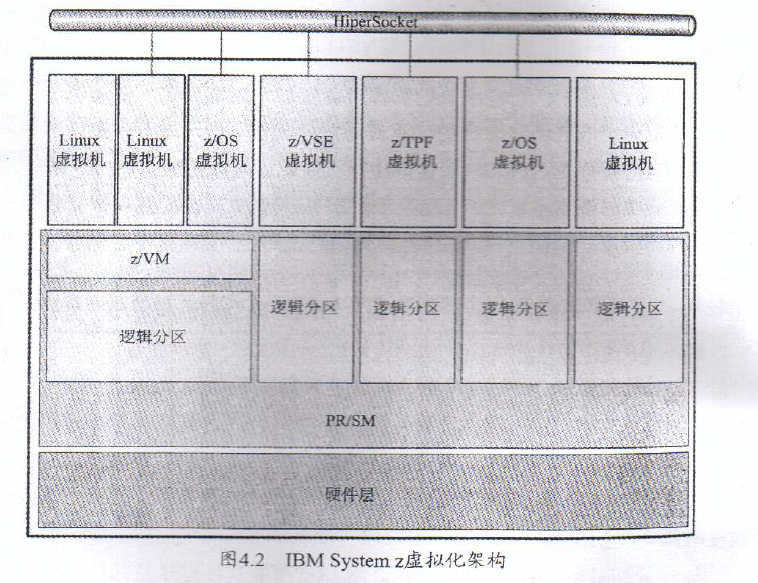 HiperSocket
Linux
虚拟机
Linux
虚拟机
z/OS
虚拟机
z/VSE
虚拟机
z/TPF
虚拟机
z/OS
虚拟机
Linux
虚拟机
z/VM
逻辑分区
逻辑分区
逻辑分区
逻辑分区
逻辑分区
PR/SM
硬件层
图4.2 IBM System z虚拟化架构